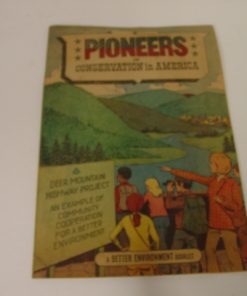 PIONEERS
OF
CONSERVATION in AMERICA
DEER MOUNTAIN
HIGHWAY PROJECT
AN EXAMPLE OF
COMMUNITY
COOPERATION
FOR A BETTER
ENVIRONMENT
A BETTER ENVIRONMENT BOOKLET